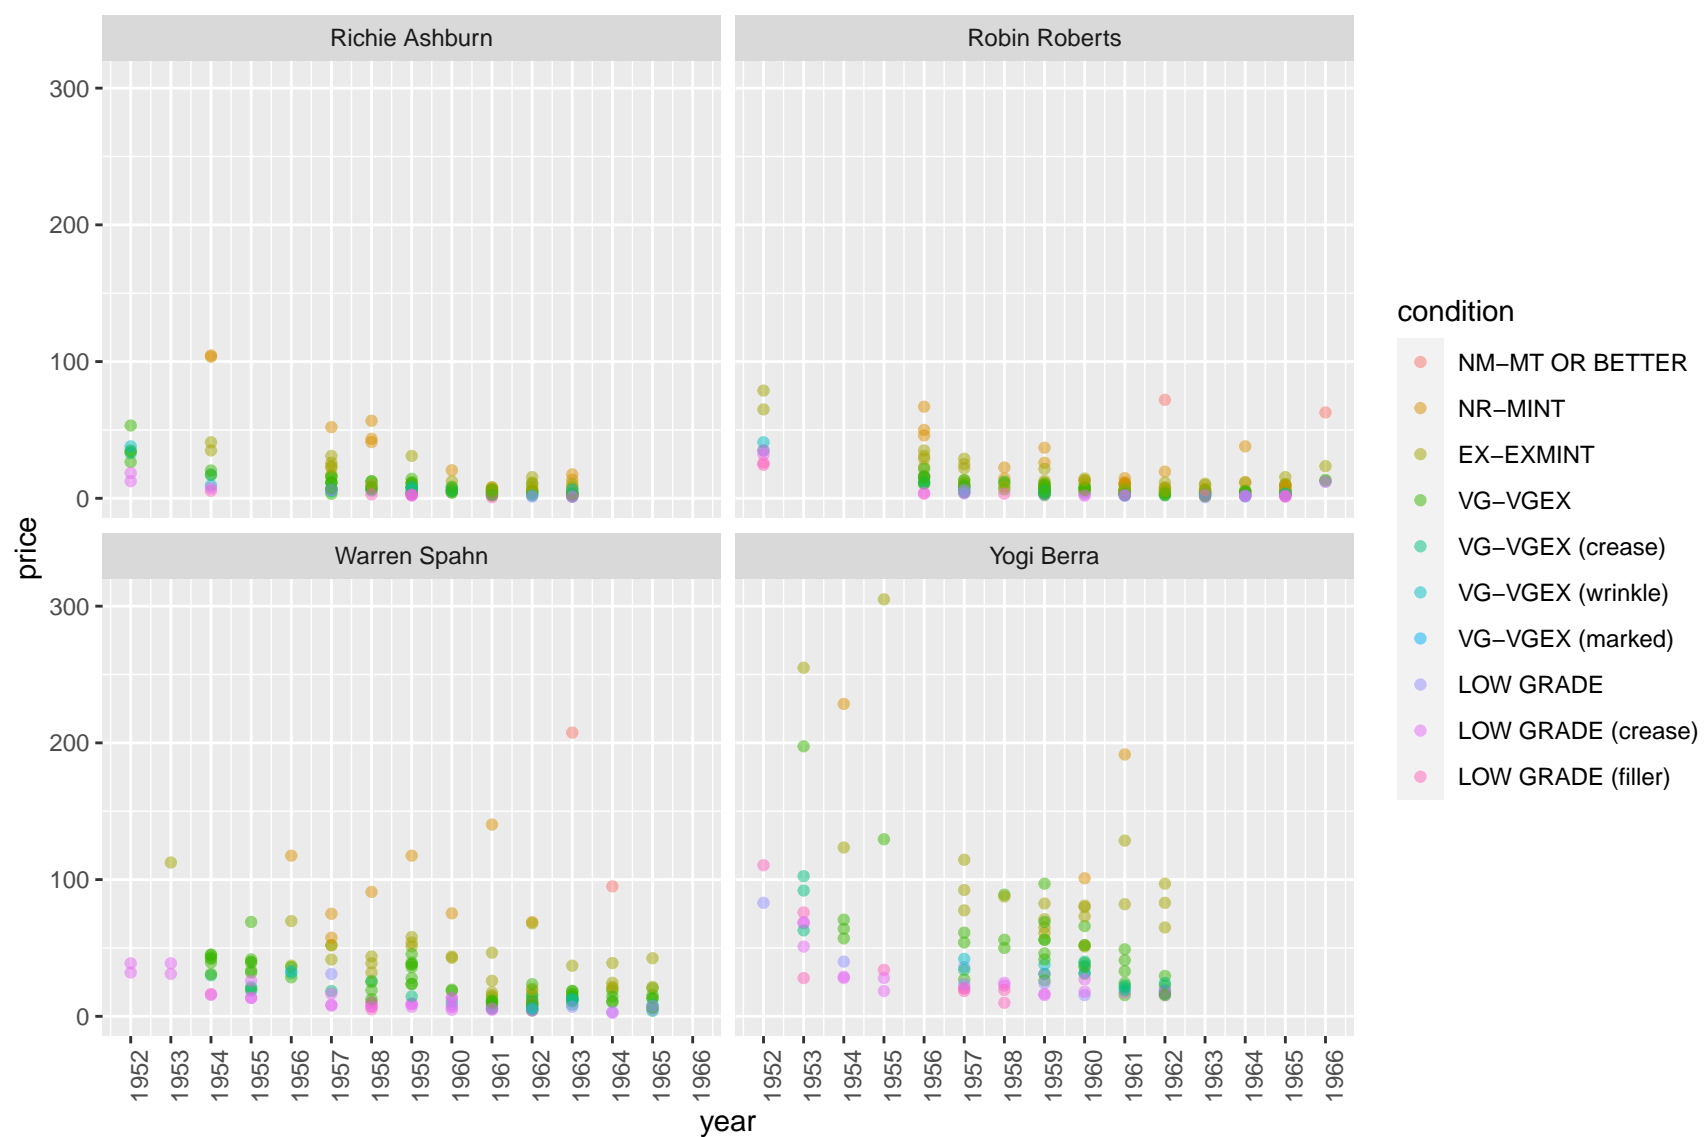 Richie Ashburn
Robin Roberts
300
200
100
0
Warren Spahn
Yogi Berra
300
200
100
0
price
1952 1953 1954 1955 1956 1957 1958 1959 1960 1961 1962 1963 1964 1965 1966
1952 1953 1954 1955 1956 1957 1958 1959 1960 1961 1962 1963 1964 1965 1966
year
condition
NM−MT OR BETTER
NR−MINT
EX−EXMINT
VG−VGEX
VG−VGEX (crease)
VG−VGEX (wrinkle)
VG−VGEX (marked)
LOW GRADE
LOW GRADE (crease)
LOW GRADE (filler)